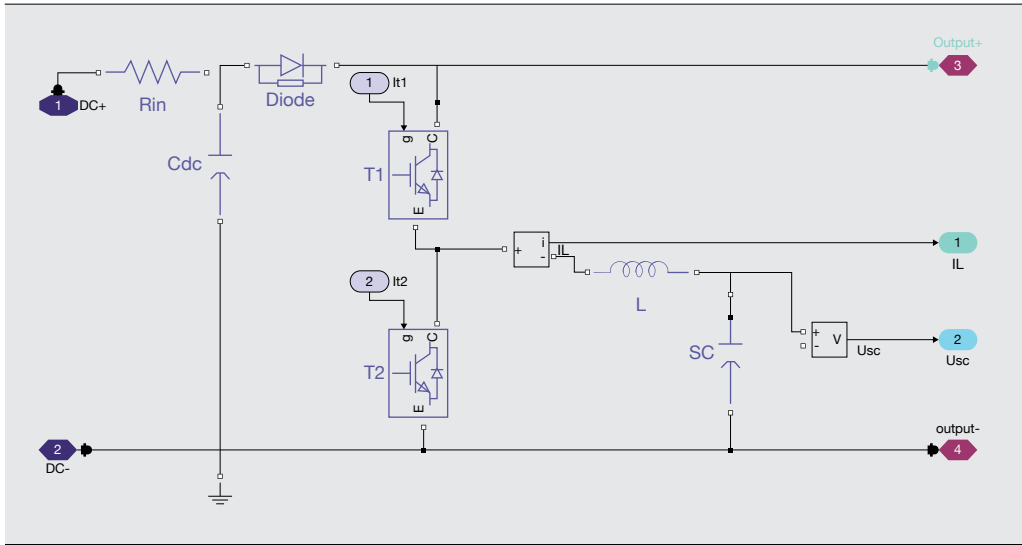 Output+
3
1
It1
1
DC+
Rin
Diode
g
C
Cdc
T1
E
+
i
-
IL
1
IL
2
It2
L
g
C
SC
+
-
V
Usc
2
Usc
T2
E
output-
2
4
DC-